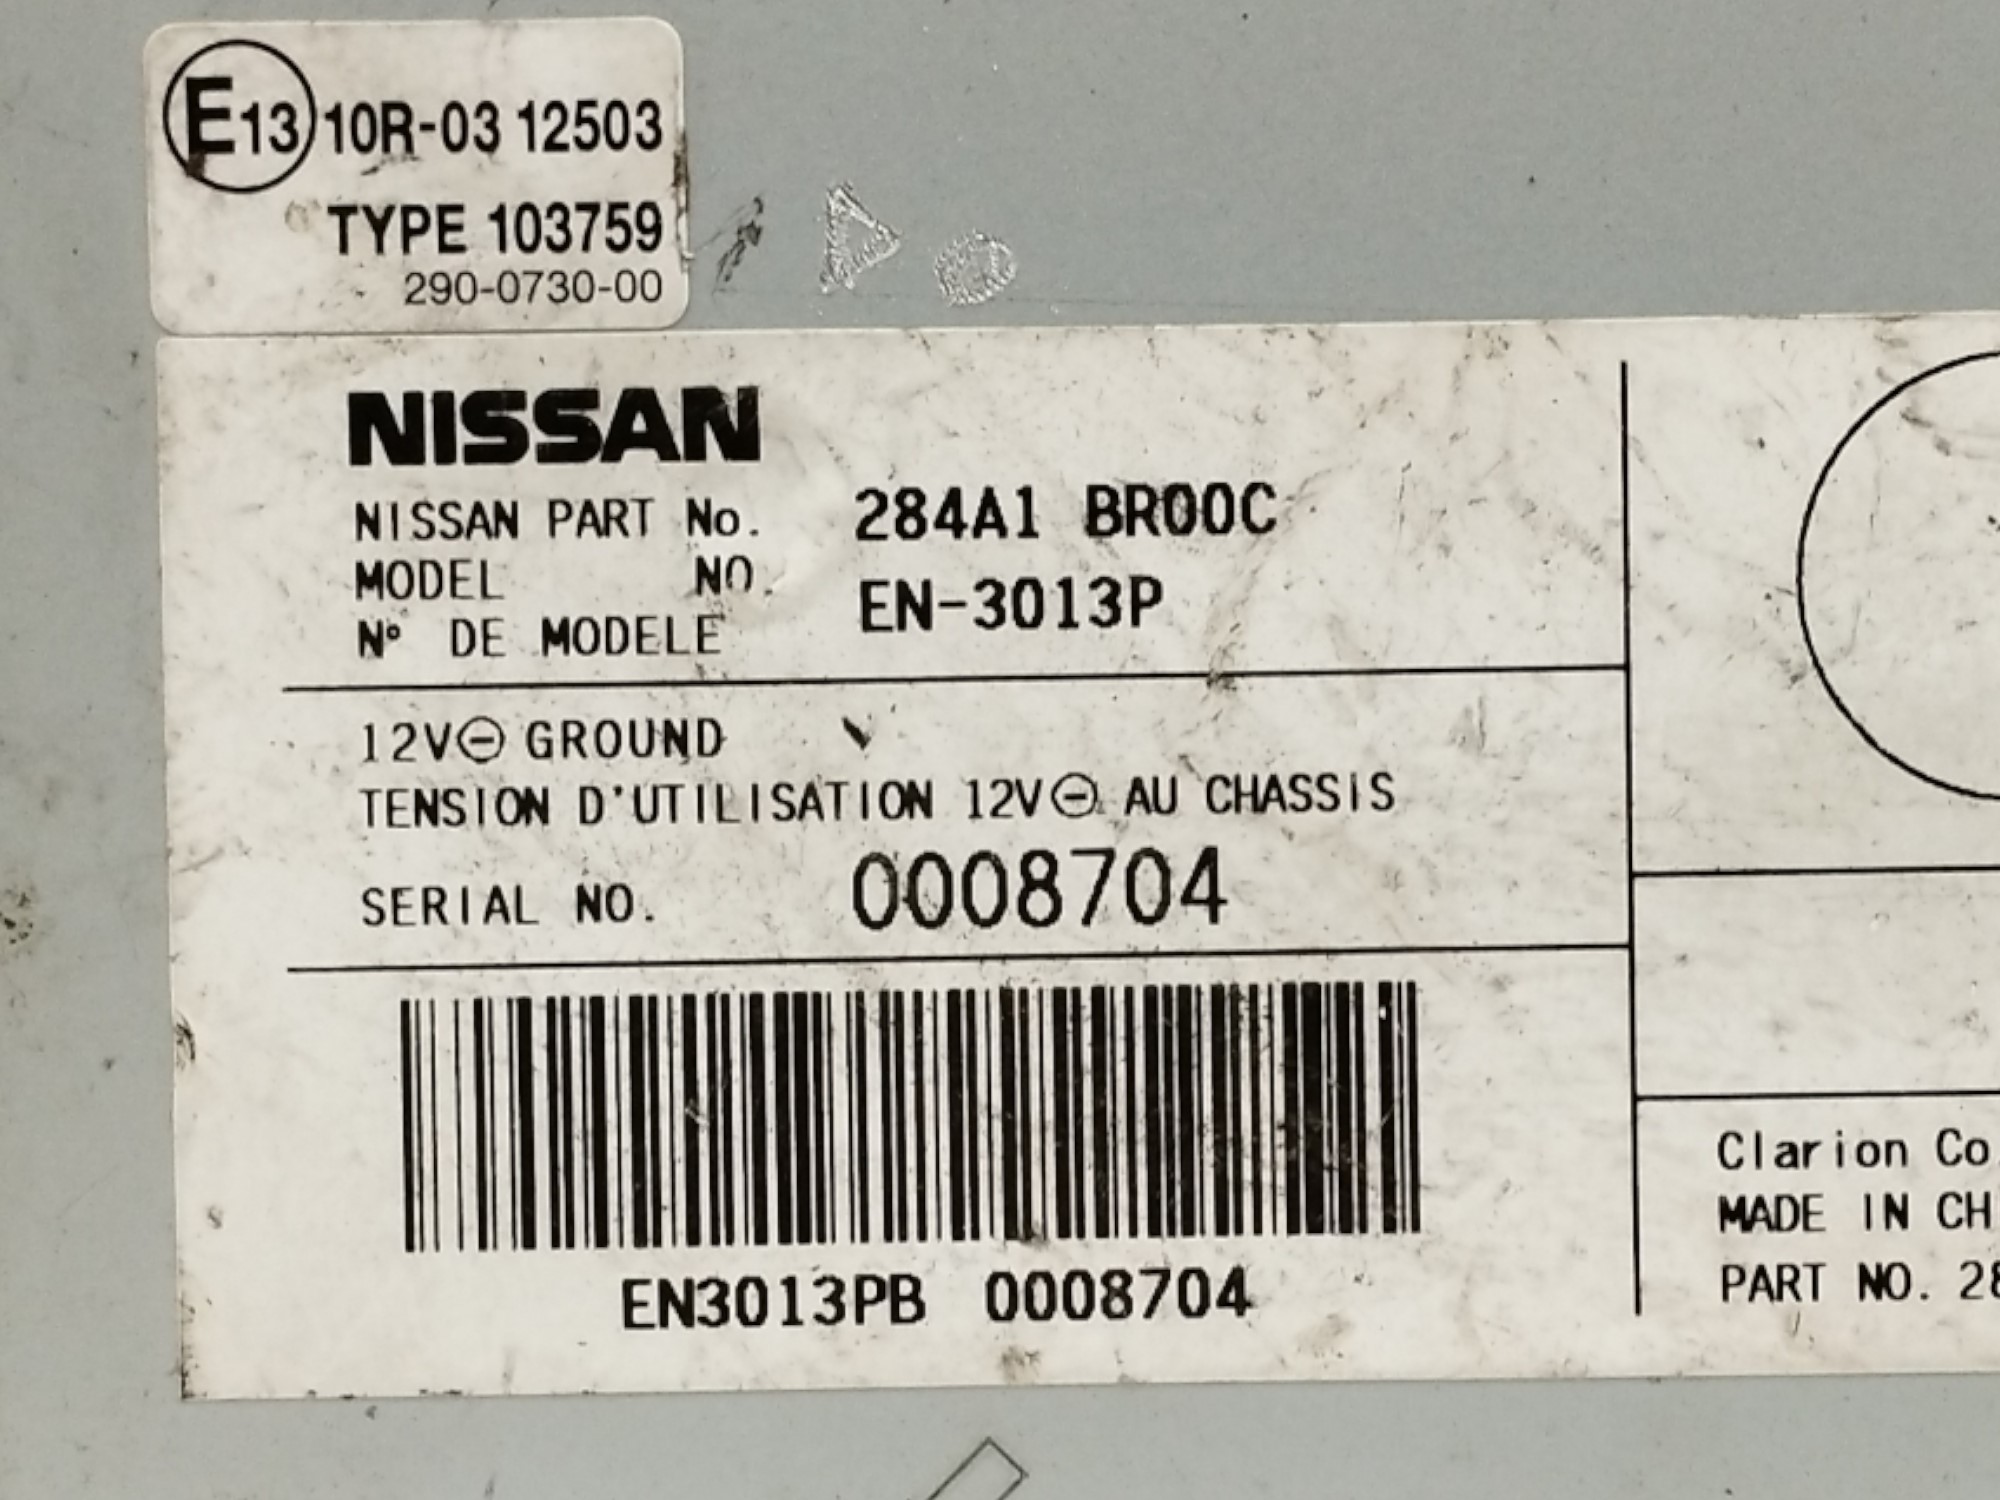 E13 10R-03 12503
TYPE 103759
290-0730-00
NISSAN
NISSAN PART No. 284A1 BR00C
MODEL NO. EN-3013P
N° DE MODELE
12V⊖ GROUND
TENSION D'UTILISATION 12V⊖ AU CHASSIS
SERIAL NO. 0008704
EN3013PB 0008704
Clarion Co.
MADE IN CH
PART NO. 28